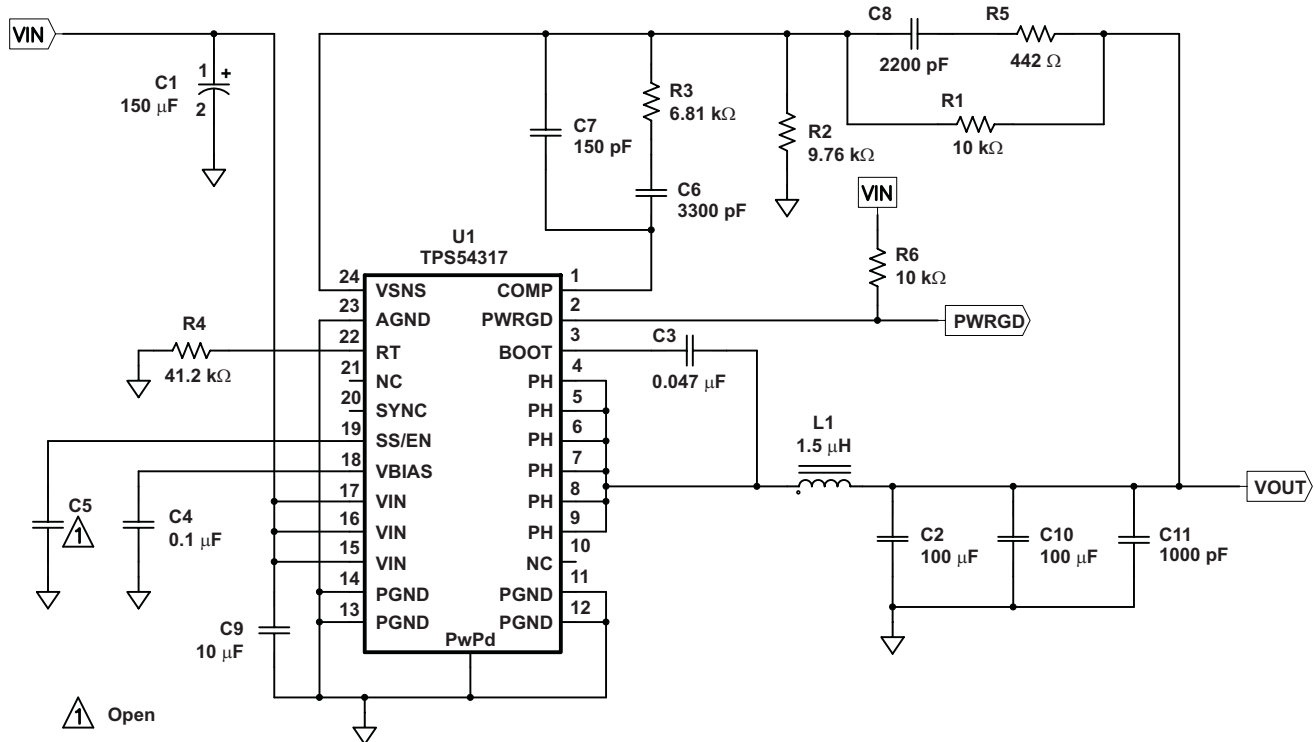 VIN
C1
150 μF
1
+
2
C7
150 pF
R3
6.81 kΩ
C6
3300 pF
R2
9.76 kΩ
C8
2200 pF
R5
442 Ω
R1
10 kΩ
VIN
R6
10 kΩ
PWRGD
U1
TPS54317
24 VSNS
23 AGND
22 RT
21 NC
20 SYNC
19 SS/EN
18 VBIAS
17 VIN
16 VIN
15 VIN
14 PGND
13 PGND
COMP 1
PWRGD 2
BOOT 3
PH 4
PH 5
PH 6
PH 7
PH 8
PH 9
NC 10
PGND 11
PGND 12
PwPd
R4
41.2 kΩ
C3
0.047 μF
L1
1.5 μH
VOUT
C5
1
C4
0.1 μF
C9
10 μF
C2
100 μF
C10
100 μF
C11
1000 pF
1 Open